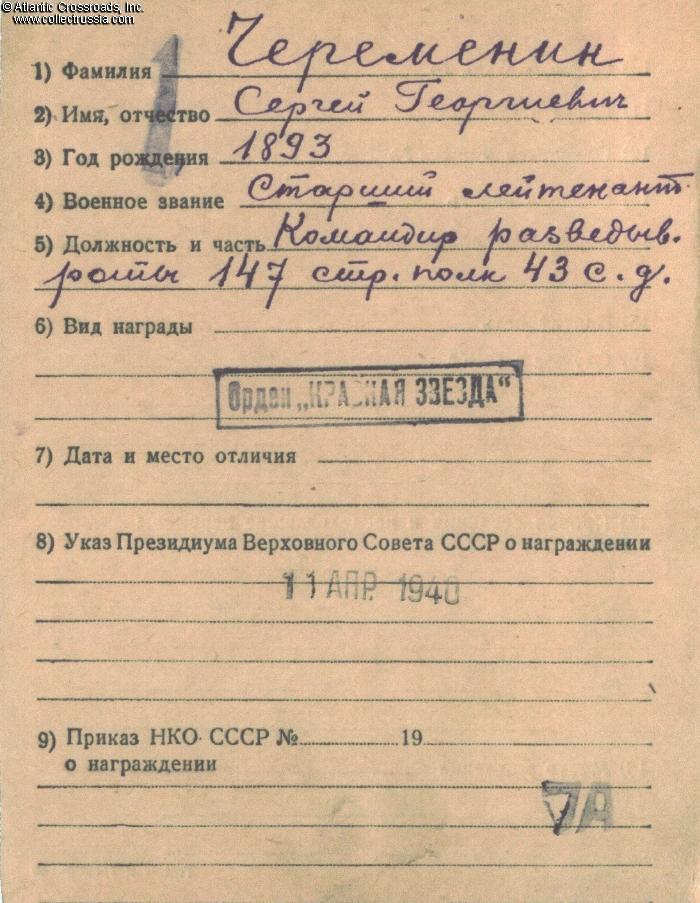 © Atlantic Crossroads, Inc.
www.collectrussia.com
1
1) Фамилия Череменин
2) Имя, отчество Сергей Георгиевич
3) Год рождения 1893
4) Военное звание Старший лейтенант
5) Должность и часть Командир разведыв.
роты 147 стр. полк 43 с. д.
6) Вид награды
Орден „КРАСНАЯ ЗВЕЗДА“
7) Дата и место отличия
8) Указ Президиума Верховного Совета СССР о награждении
11 АПР. 1940
9) Приказ НКО СССР № 19
о награждении
7А